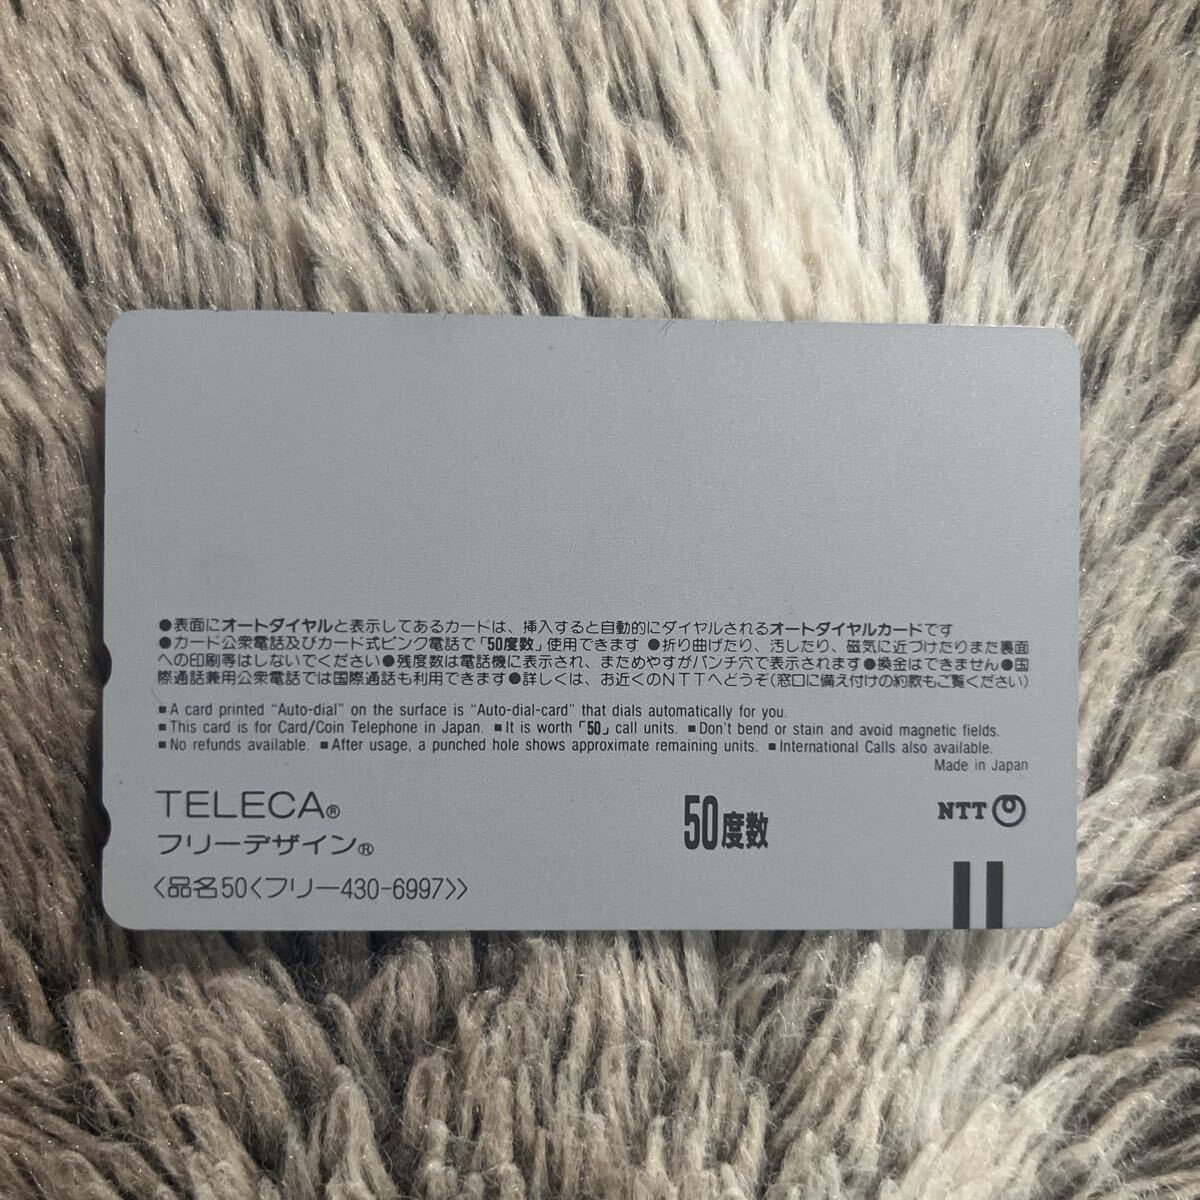 ●表面にオートダイヤルと表示してあるカードは、挿入すると自動的にダイヤルされるオートダイヤルカードです
●カード公衆電話及びカード式ピンク電話で「50度数」使用できます ●折り曲げたり、汚したり、磁気に近づけたりまた裏面
への印刷等はしないでください●残度数は電話機に表示され、まためやすがパンチ穴で表示されます●換金はできません●国
際通話兼用公衆電話では国際通話も利用できます●詳しくは、お近くのNTTへどうぞ(窓口に備え付けの約款もご覧ください)
■A card printed “Auto-dial” on the surface is “Auto-dial-card” that dials automatically for you.
■This card is for Card/Coin Telephone in Japan. ■It is worth「50」call units. ■Don't bend or stain and avoid magnetic fields.
■No refunds available. ■After usage, a punched hole shows approximate remaining units. ■International Calls also available.
Made in Japan
TELECA®
フリーデザイン®
〈品名50〈フリー430-6997〉〉
50度数
NTT